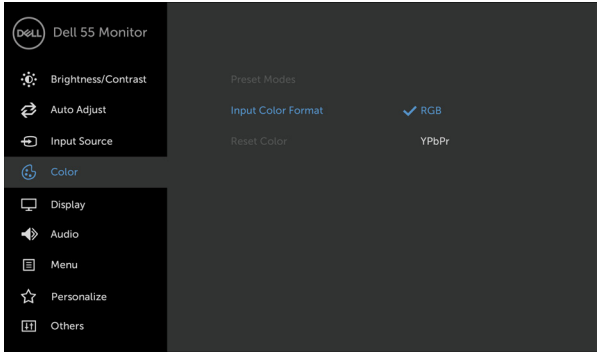 DELL Dell 55 Monitor
Brightness/Contrast
Preset Modes
Auto Adjust
Input Color Format
RGB
Input Source
Reset Color
YPbPr
Color
Display
Audio
Menu
Personalize
Others